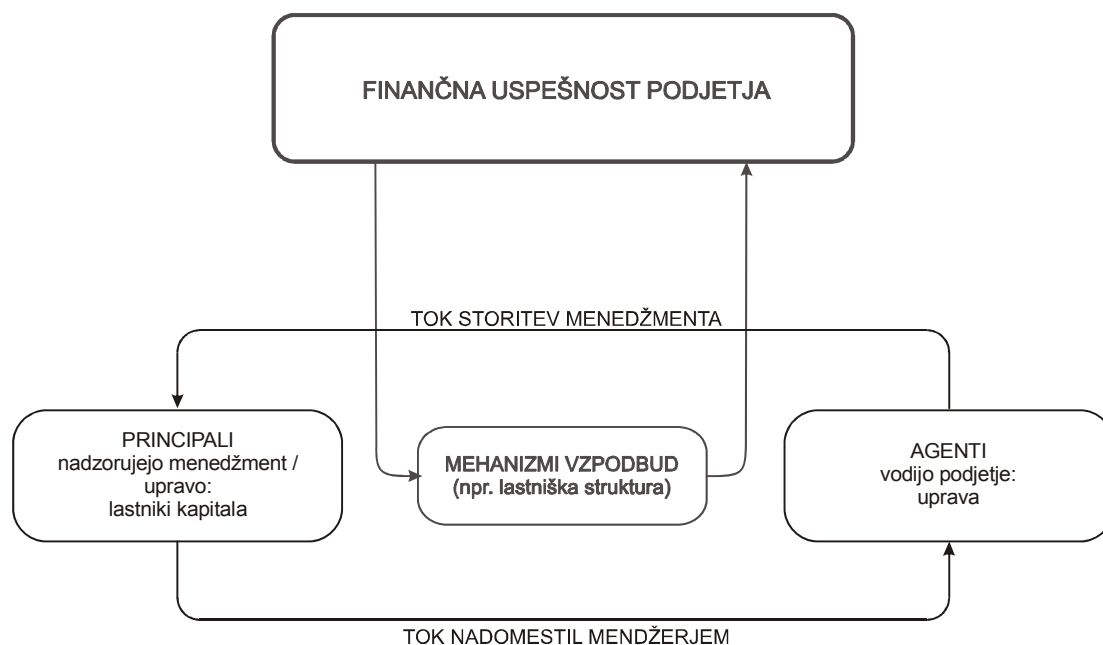 FINANČNA USPEŠNOST PODJETJA
TOK STORITEV MENEDŽMENTA
PRINCIPALI
nadzorujejo menedžment /
upravo:
lastniki kapitala
MEHANIZMI VZPODBUD
(npr. lastniška struktura)
AGENTI
vodijo podjetje:
uprava
TOK NADOMESTIL MENDŽERJEM